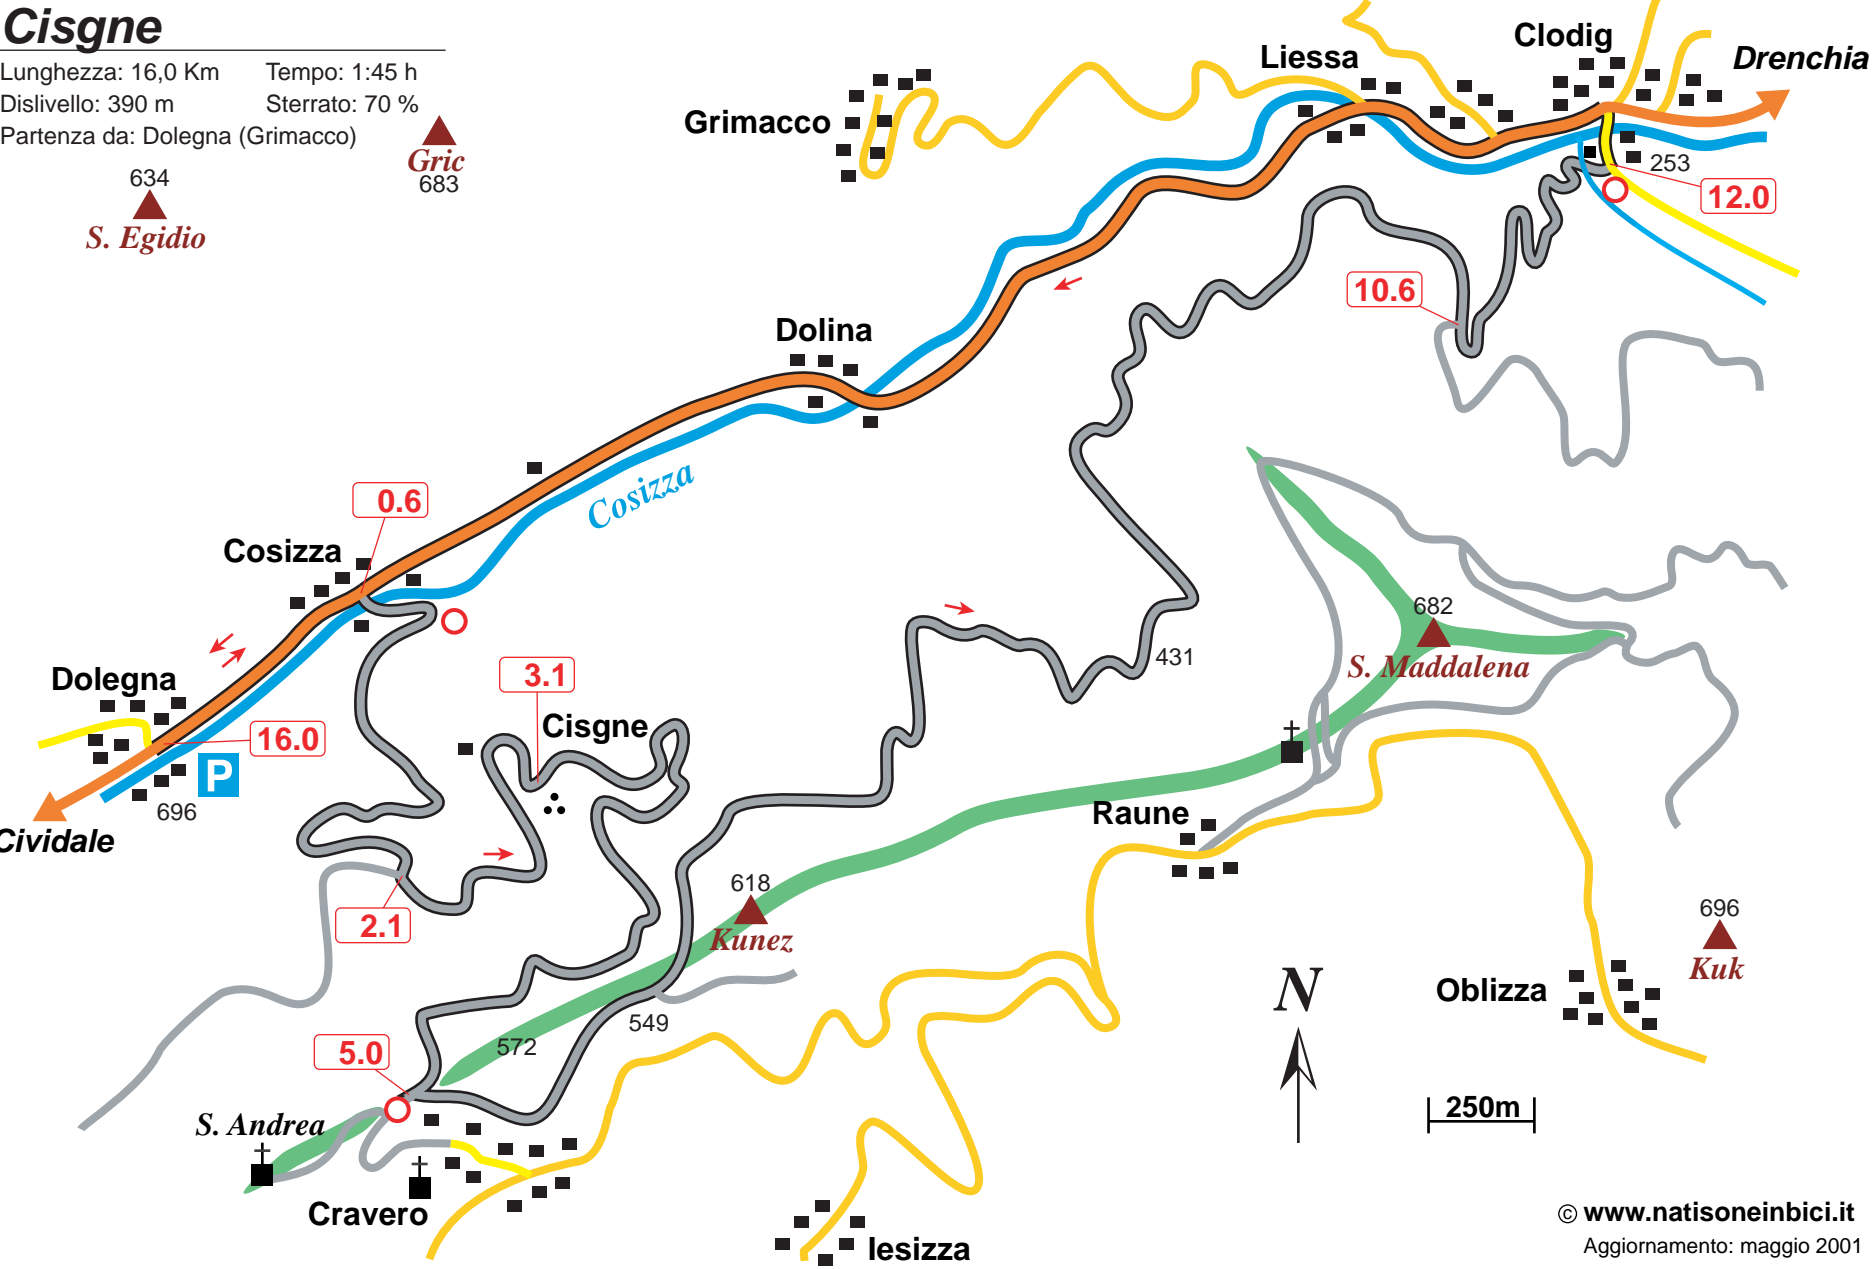 Cisgne
Lunghezza: 16,0 Km Tempo: 1:45 h
Dislivello: 390 m Sterrato: 70 %
Partenza da: Dolegna (Grimacco)
634
S. Egidio
Gric
683
Grimacco
Liessa
Clodig
Drenchia
253
12.0
10.6
Dolina
Cosizza
0.6
Cosizza
Dolegna
16.0
P
696
Cividale
3.1
Cisgne
2.1
431
682
S. Maddalena
Raune
618
Kunez
696
Kuk
Oblizza
549
572
5.0
S. Andrea
Cravero
Iesizza
N
250m
© www.natisoneinbici.it
Aggiornamento: maggio 2001